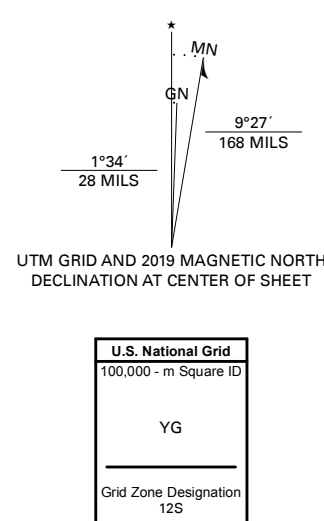 ★
MN
GN
9°27´
168 MILS
1°34´
28 MILS
UTM GRID AND 2019 MAGNETIC NORTH
DECLINATION AT CENTER OF SHEET
U.S. National Grid
100,000 - m Square ID
YG
Grid Zone Designation
12S